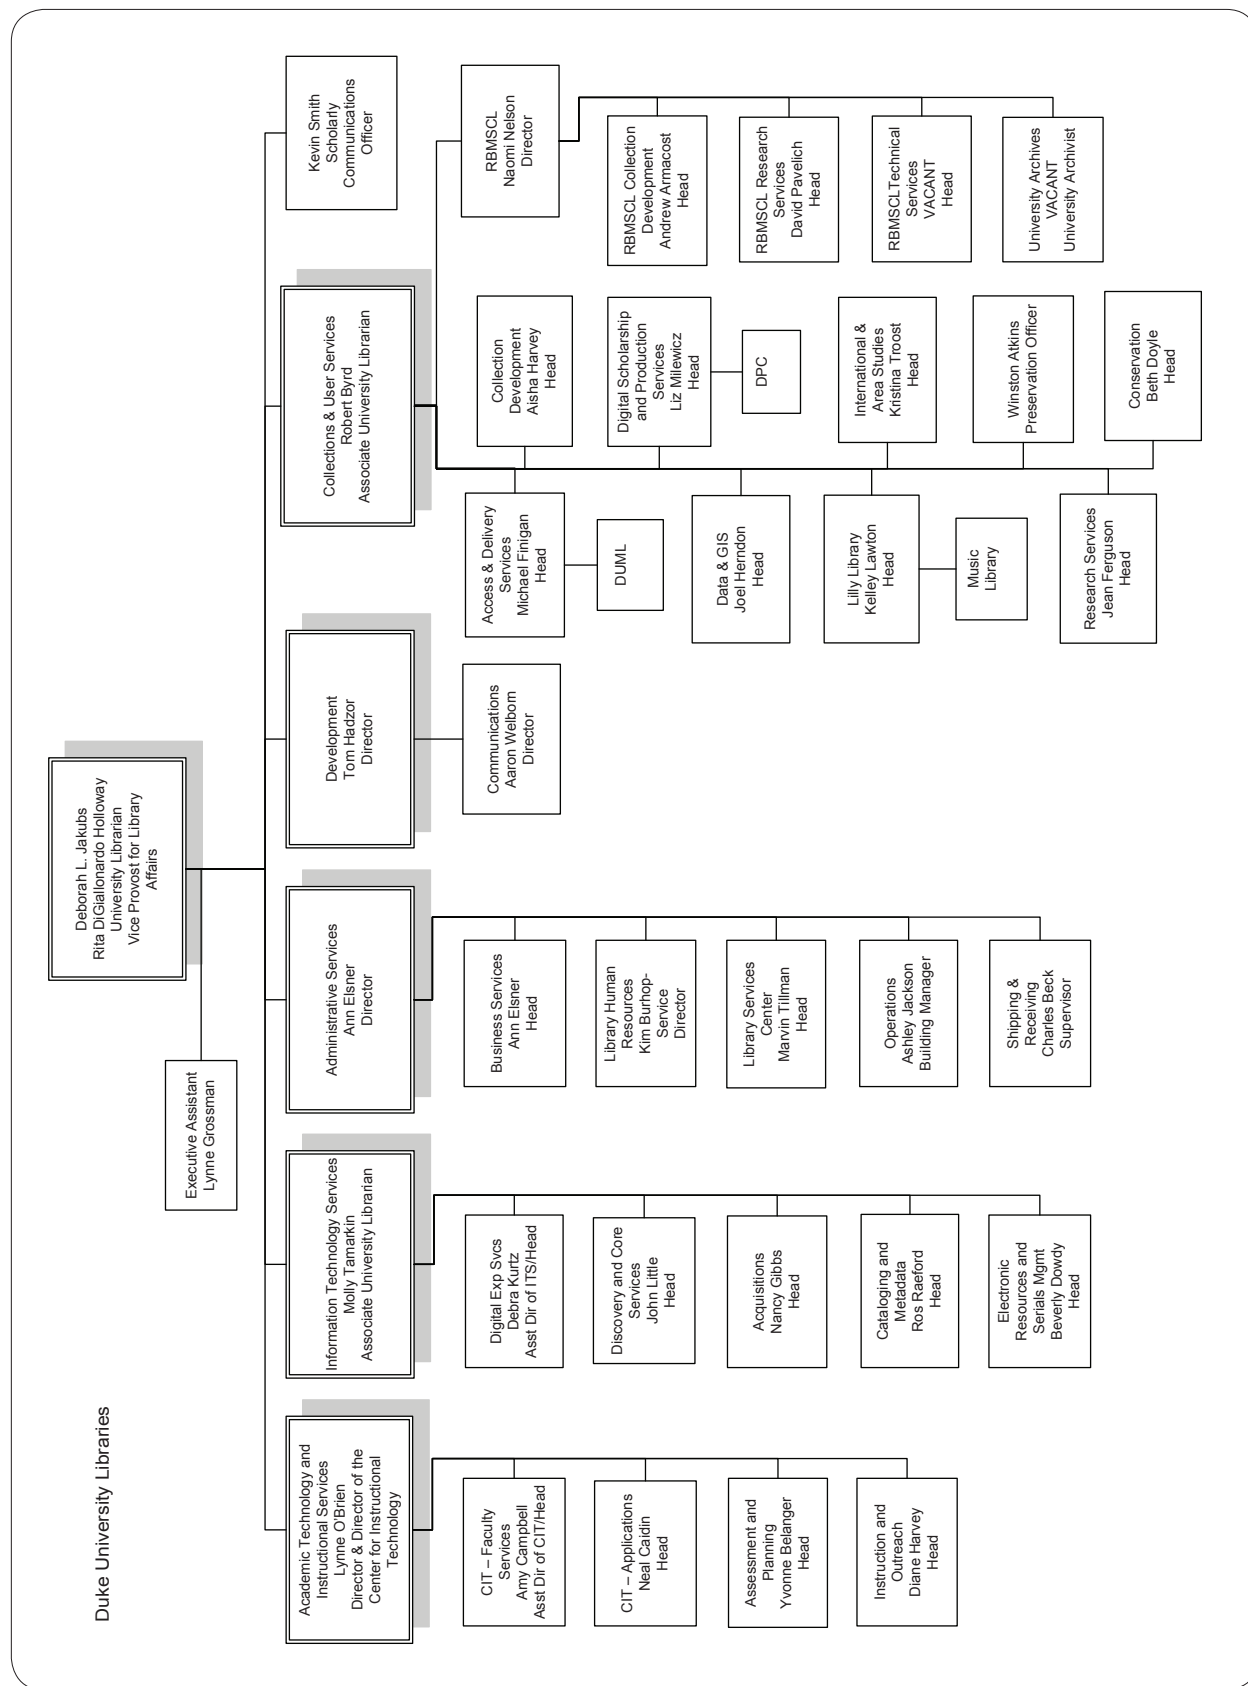 Duke University Libraries
Deborah L. Jakubs
Rita DiGiallonardo Holloway
University Librarian
Vice Provost for Library
Affairs
Executive Assistant
Lynne Grossman
Academic Technology and
Instructional Services
Lynne O'Brien
Director & Director of the
Center for Instructional
Technology
Information Technology Services
Molly Tamarkin
Associate University Librarian
Administrative Services
Ann Elsner
Director
Development
Tom Hadzor
Director
Collections & User Services
Robert Byrd
Associate University Librarian
Kevin Smith
Scholarly
Communications
Officer
CIT – Faculty
Services
Amy Campbell
Asst Dir of CIT/Head
CIT – Applications
Neal Caidin
Head
Assessment and
Planning
Yvonne Belanger
Head
Instruction and
Outreach
Diane Harvey
Head
Digital Exp Svcs
Debra Kurtz
Asst Dir of ITS/Head
Discovery and Core
Services
John Little
Head
Acquisitions
Nancy Gibbs
Head
Cataloging and
Metadata
Ros Raeford
Head
Electronic
Resources and
Serials Mgmt
Beverly Dowdy
Head
Business Services
Ann Elsner
Head
Library Human
Resources
Kim Burhop-
Service
Director
Library Services
Center
Marvin Tillman
Head
Operations
Ashley Jackson
Building Manager
Shipping &
Receiving
Charles Beck
Supervisor
Communications
Aaron Welborn
Director
Access & Delivery
Services
Michael Finigan
Head
DUML
Data & GIS
Joel Herndon
Head
Lilly Library
Kelley Lawton
Head
Music
Library
Research Services
Jean Ferguson
Head
Collection
Development
Aisha Harvey
Head
Digital Scholarship
and Production
Services
Liz Milewicz
Head
DPC
International &
Area Studies
Kristina Troost
Head
Winston Atkins
Preservation Officer
Conservation
Beth Doyle
Head
RBMSCL
Naomi Nelson
Director
RBMSCL Collection
Development
Andrew Armacost
Head
RBMSCL Research
Services
David Pavelich
Head
RBMSCLTechnical
Services
VACANT
Head
University Archives
VACANT
University Archivist